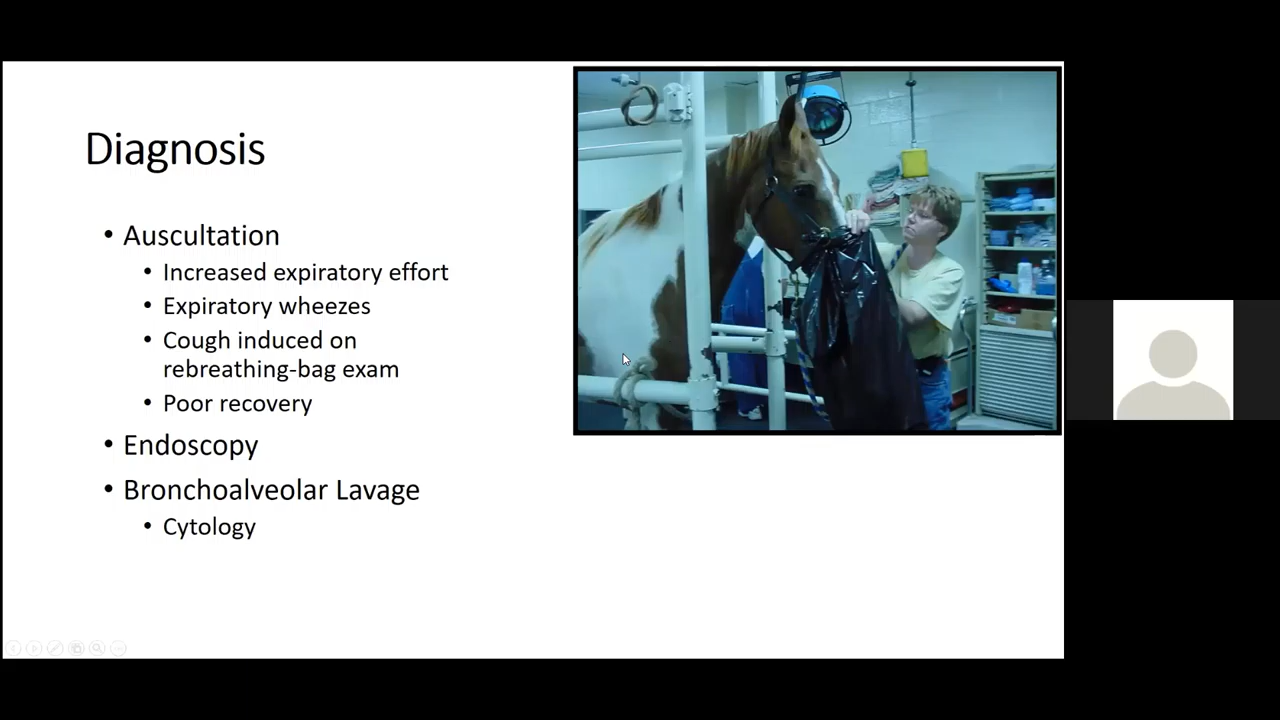 Diagnosis
• Auscultation
• Increased expiratory effort
• Expiratory wheezes
• Cough induced on
rebreathing-bag exam
• Poor recovery
• Endoscopy
• Bronchoalveolar Lavage
• Cytology